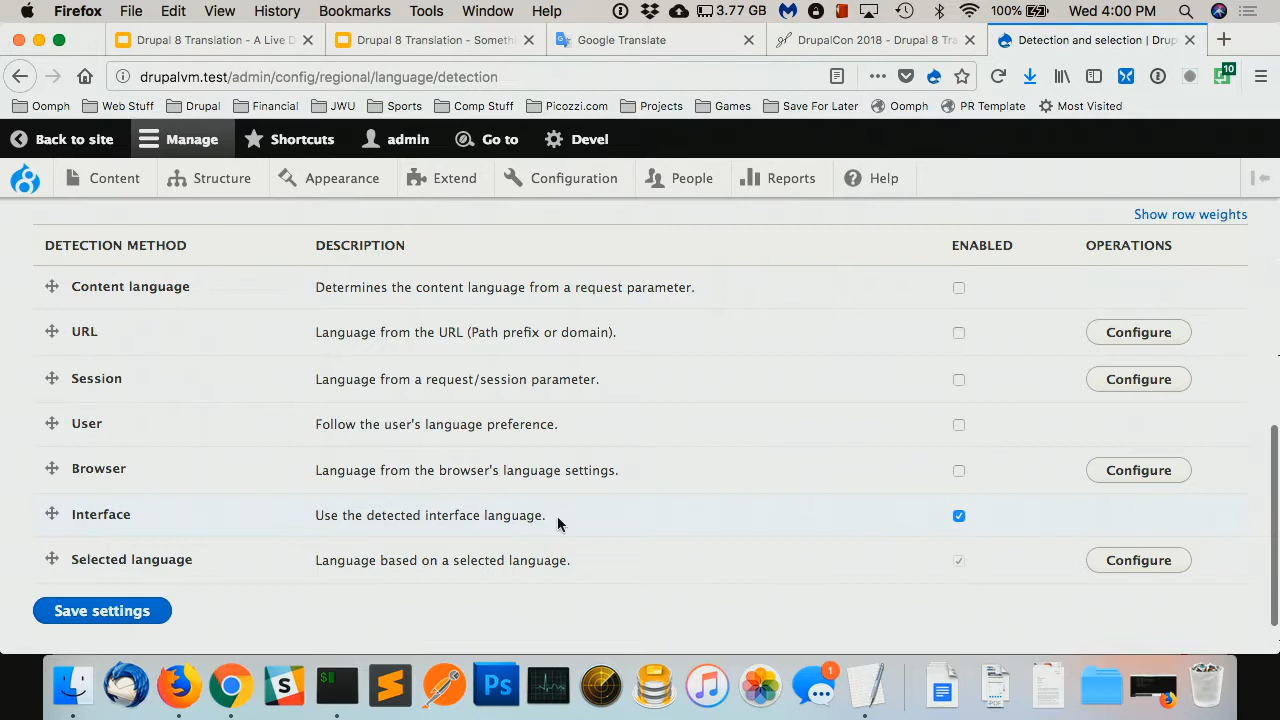 Firefox File Edit View History Bookmarks Tools Window Help 3.77 GB 100% Wed 4:00 PM
Drupal 8 Translation - A Live D Drupal 8 Translation - Some Google Translate DrupalCon 2018 - Drupal 8 Tra Detection and selection | Drup
drupalvm.test/admin/config/regional/language/detection 10
Oomph Web Stuff Drupal Financial JWU Sports Comp Stuff Picozzi.com Projects Games Save For Later Oomph PR Template Most Visited
Back to site Manage Shortcuts admin Go to Devel
Content Structure Appearance Extend Configuration People Reports Help
Show row weights
DETECTION METHOD DESCRIPTION ENABLED OPERATIONS
Content language Determines the content language from a request parameter.
URL Language from the URL (Path prefix or domain). Configure
Session Language from a request/session parameter. Configure
User Follow the user's language preference.
Browser Language from the browser's language settings. Configure
Interface Use the detected interface language.
Selected language Language based on a selected language. Configure
Save settings
Ps 1